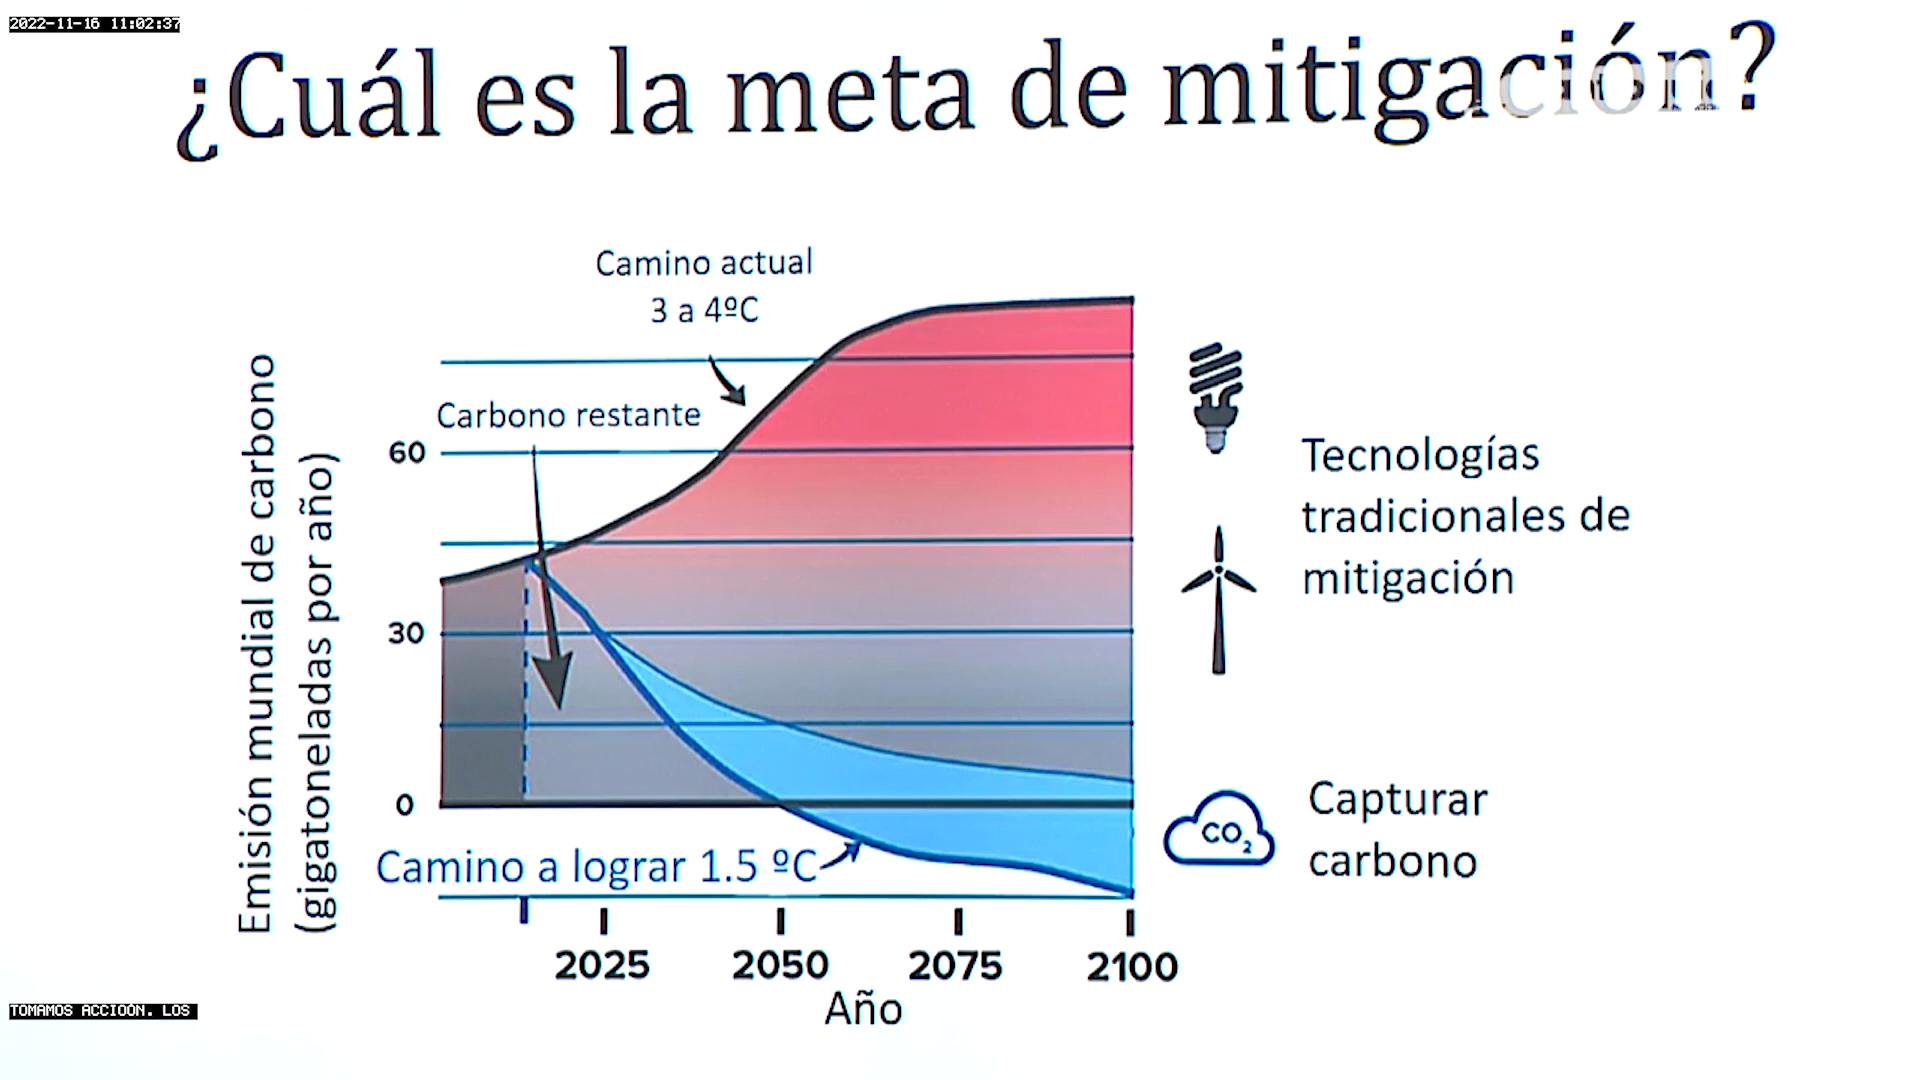 2022-11-16 11:02:37
¿Cuál es la meta de mitigación?
Camino actual
3 a 4ºC
Carbono restante
60
30
0
Emisión mundial de carbono
(gigatoneladas por año)
Camino a lograr 1.5 ºC
2025 2050 2075 2100
Año
Tecnologías
tradicionales de
mitigación
CO2
Capturar
carbono
TOMAMOS ACCIOÓN. LOS